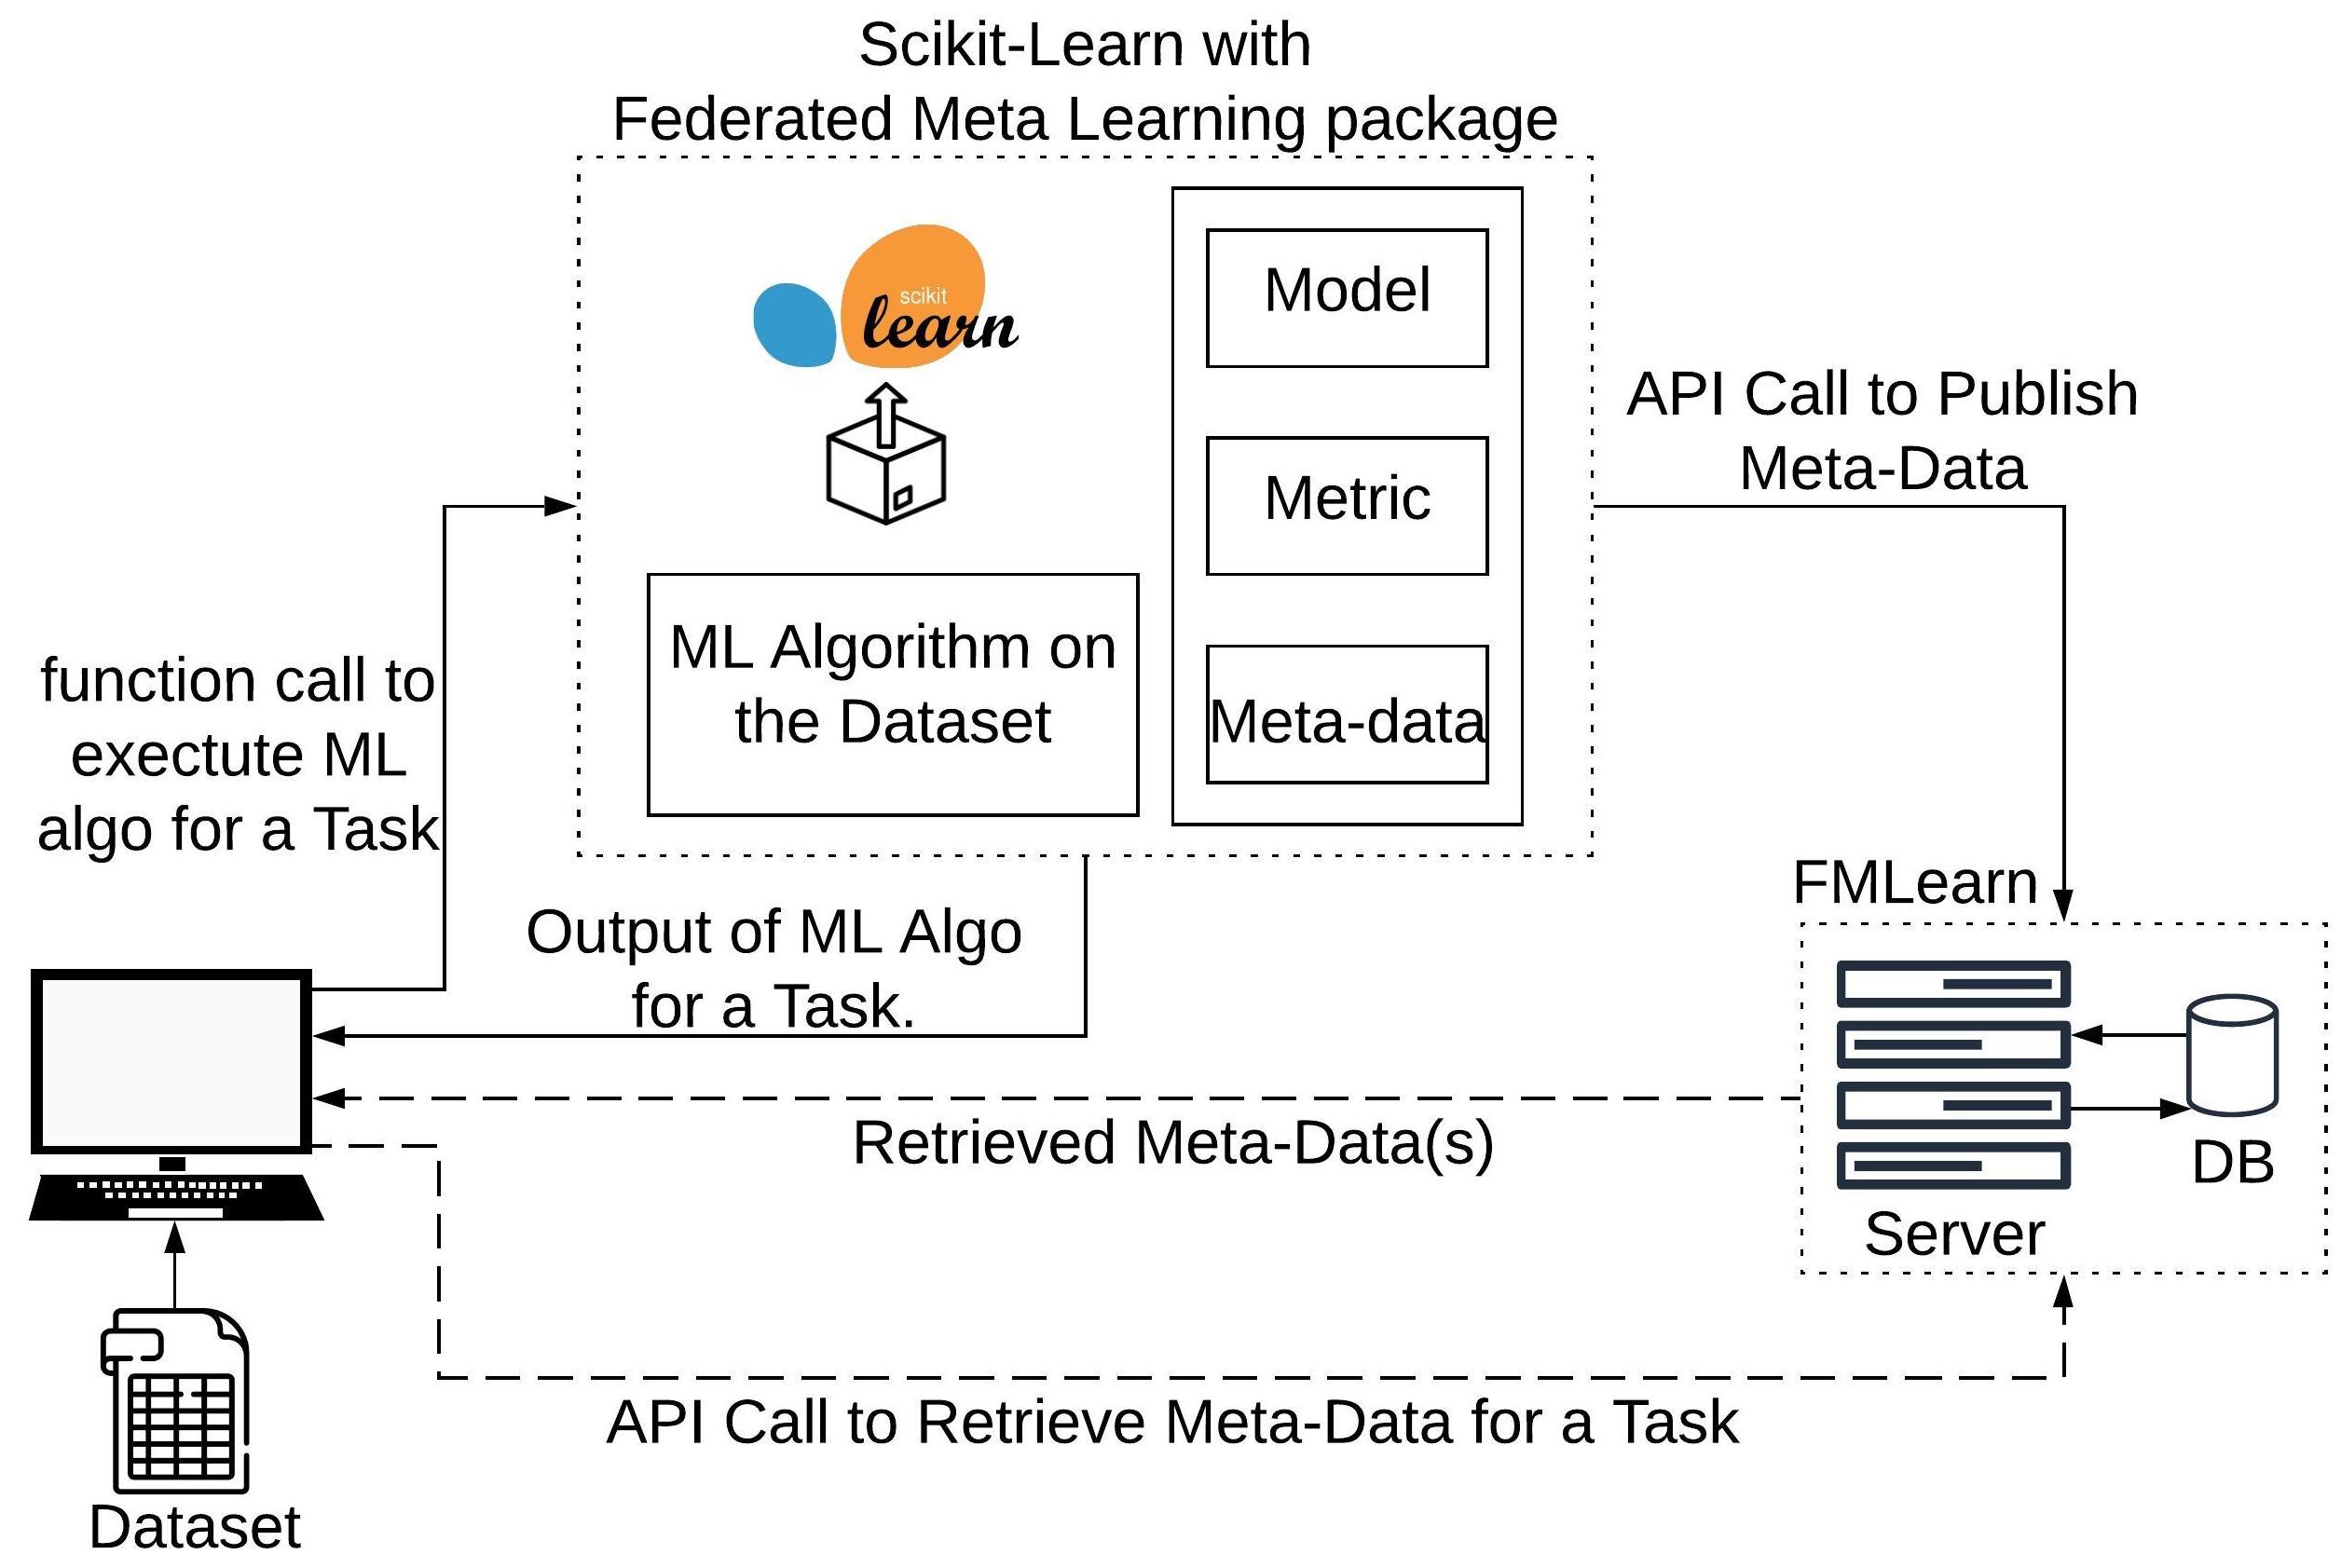 Scikit-Learn with
Federated Meta Learning package
scikit
learn
Model
Metric
Meta-data
ML Algorithm on
the Dataset
API Call to Publish
Meta-Data
function call to
exectute ML
algo for a Task
Output of ML Algo
for a Task.
FMLearn
Server
DB
Retrieved Meta-Data(s)
API Call to Retrieve Meta-Data for a Task
Dataset